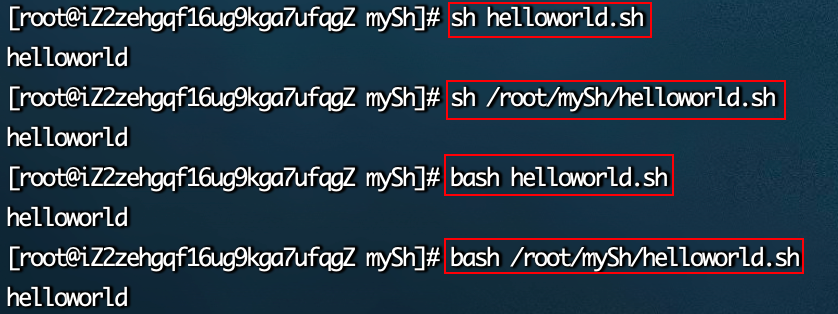 [root@iZ2zehgqf16ug9kga7ufqgZ mySh]# sh helloworld.sh
helloworld
[root@iZ2zehgqf16ug9kga7ufqgZ mySh]# sh /root/mySh/helloworld.sh
helloworld
[root@iZ2zehgqf16ug9kga7ufqgZ mySh]# bash helloworld.sh
helloworld
[root@iZ2zehgqf16ug9kga7ufqgZ mySh]# bash /root/mySh/helloworld.sh
helloworld